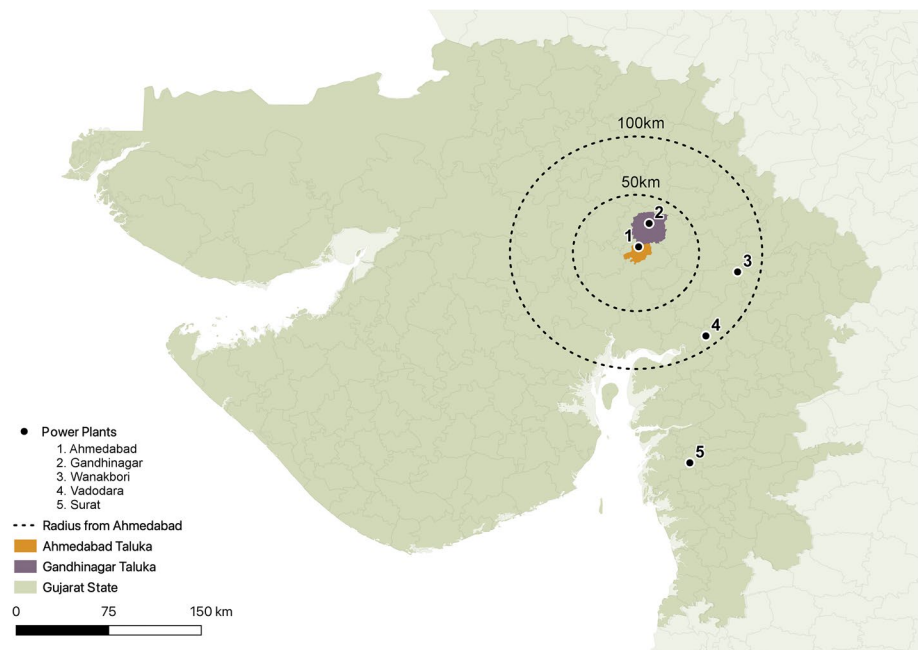 100km
50km
2
1
3
4
5
Power Plants
1. Ahmedabad
2. Gandhinagar
3. Wanakbori
4. Vadodara
5. Surat
Radius from Ahmedabad
Ahmedabad Taluka
Gandhinagar Taluka
Gujarat State
0 75 150 km